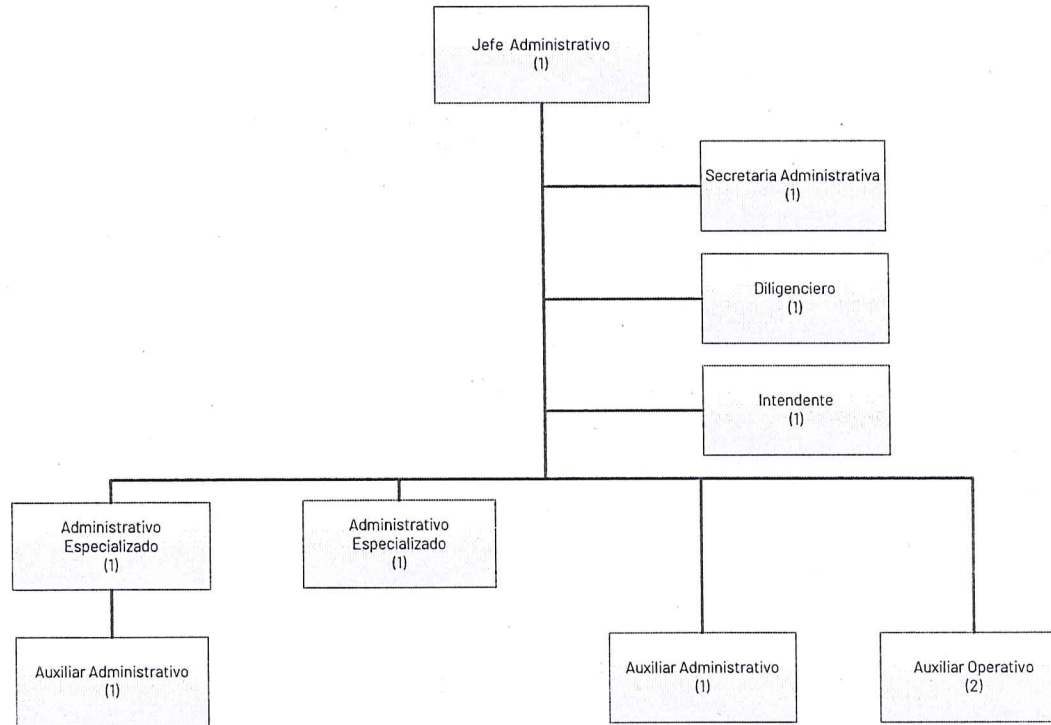 Jefe Administrativo
(1)
Secretaria Administrativa
(1)
Diligenciero
(1)
Intendente
(1)
Administrativo
Especializado
(1)
Administrativo
Especializado
(1)
Auxiliar Administrativo
(1)
Auxiliar Administrativo
(1)
Auxiliar Operativo
(2)